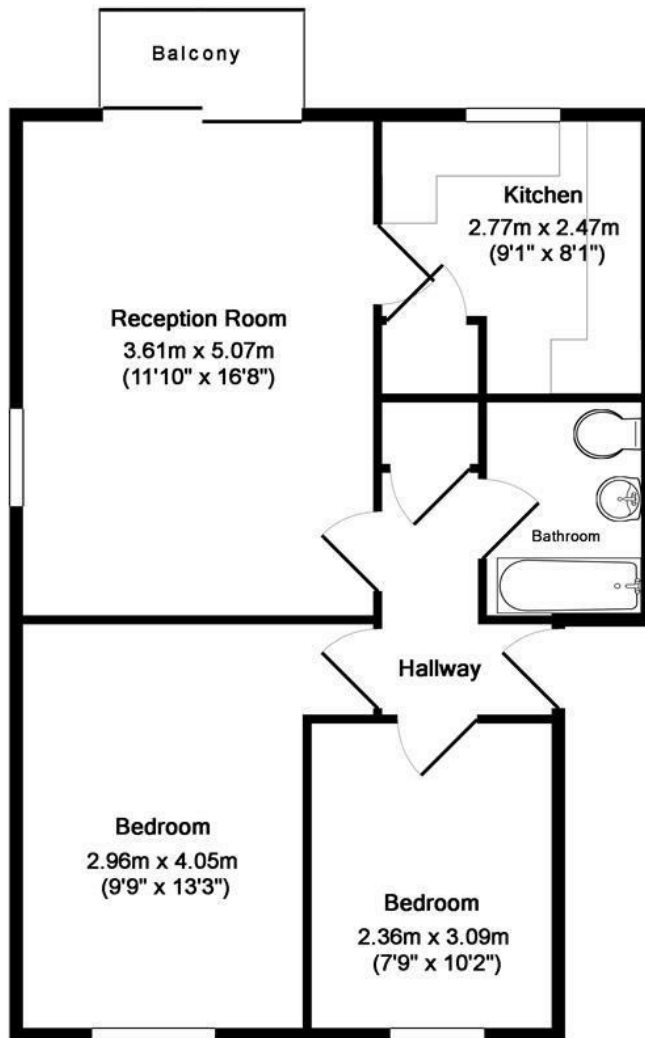 Balcony
Kitchen
2.77m x 2.47m
(9'1" x 8'1")
Reception Room
3.61m x 5.07m
(11'10" x 16'8")
Bathroom
Hallway
Bedroom
2.96m x 4.05m
(9'9" x 13'3")
Bedroom
2.36m x 3.09m
(7'9" x 10'2")